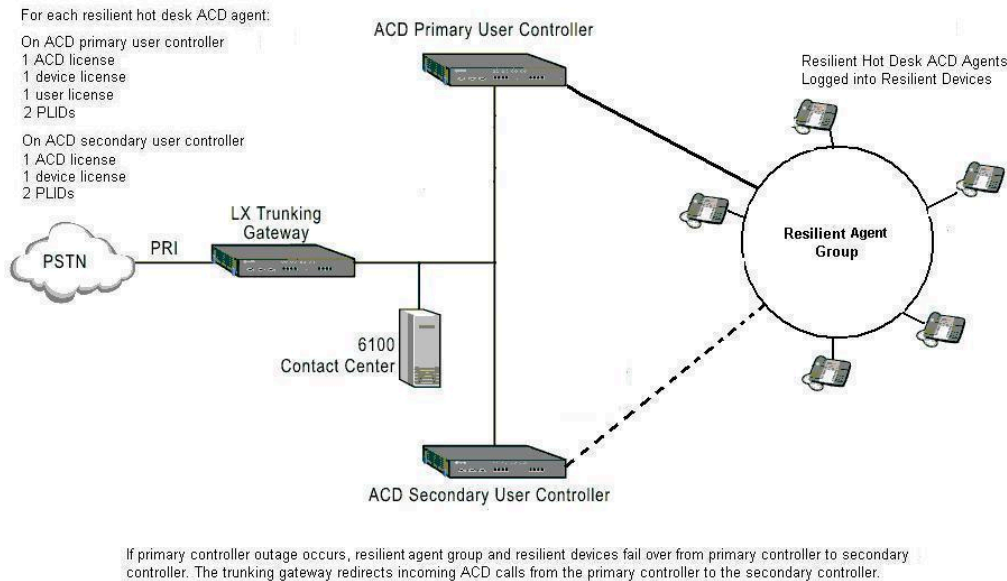 For each resilient hot desk ACD agent:
On ACD primary user controller
1 ACD license
1 device license
1 user license
2 PLIDs
On ACD secondary user controller
1 ACD license
1 device license
2 PLIDs
ACD Primary User Controller
Resilient Hot Desk ACD Agents
Logged into Resilient Devices
LX Trunking
Gateway
PRI
PSTN
Resilient Agent
Group
6100
Contact Center
ACD Secondary User Controller
If primary controller outage occurs, resilient agent group and resilient devices fail over from primary controller to secondary
controller. The trunking gateway redirects incoming ACD calls from the primary controller to the secondary controller.